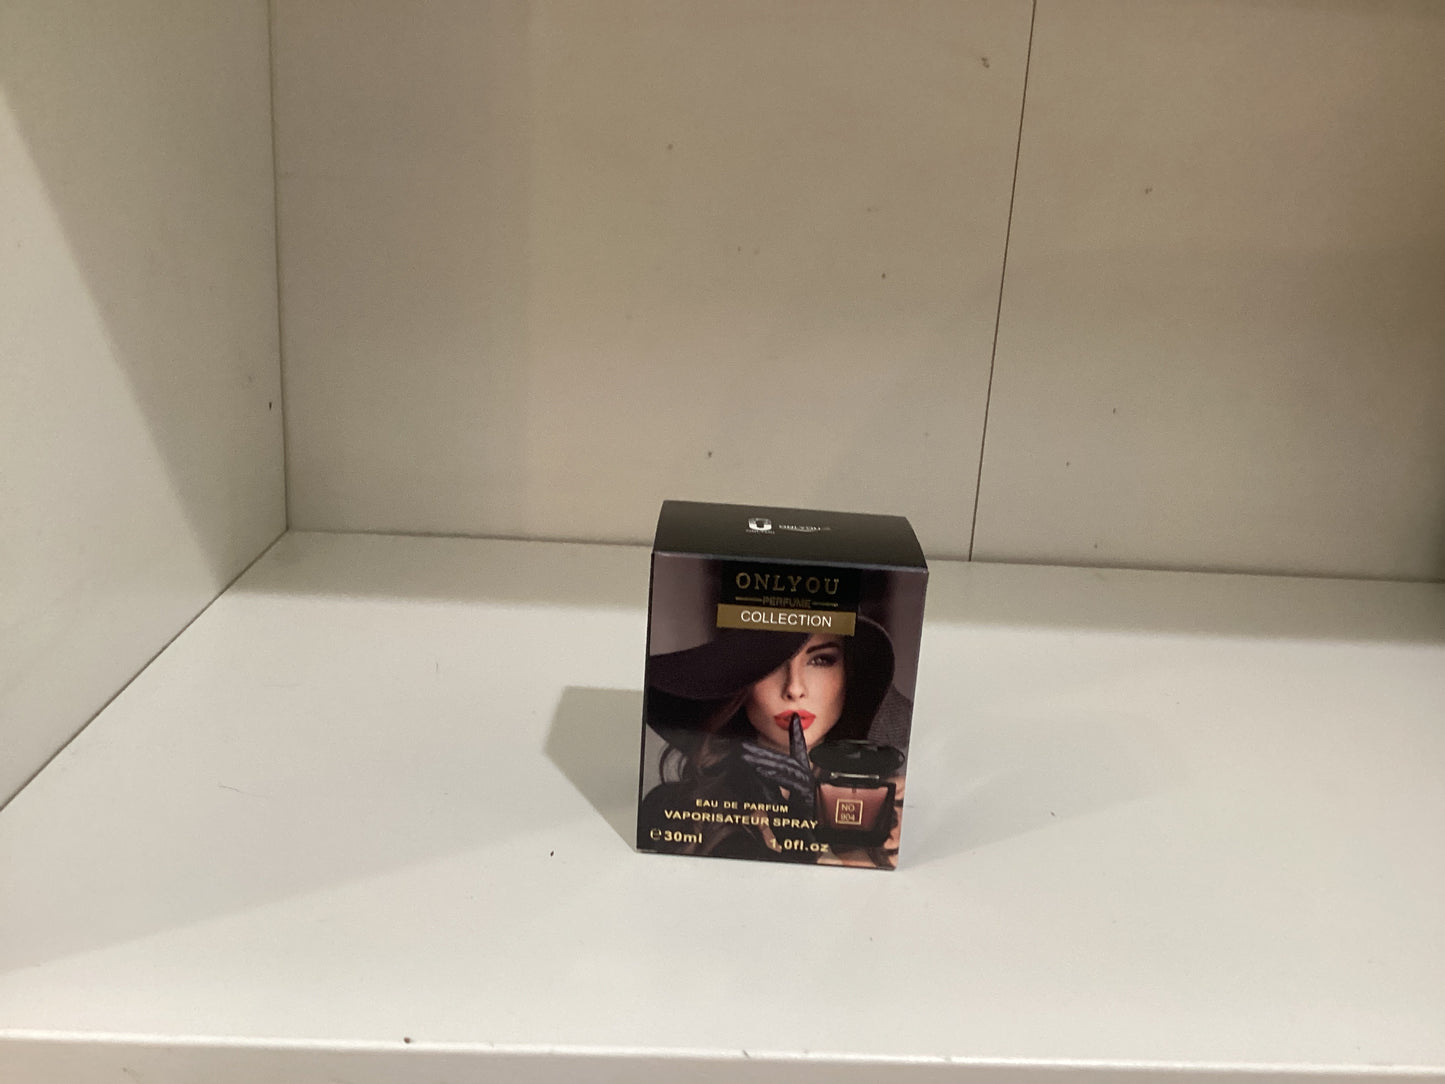 ONLYOU
ONLYOU
PERFUME
COLLECTION
NO.
904
EAU DE PARFUM
VAPORISATEUR SPRAY
℮30ml 1.0fl.oz